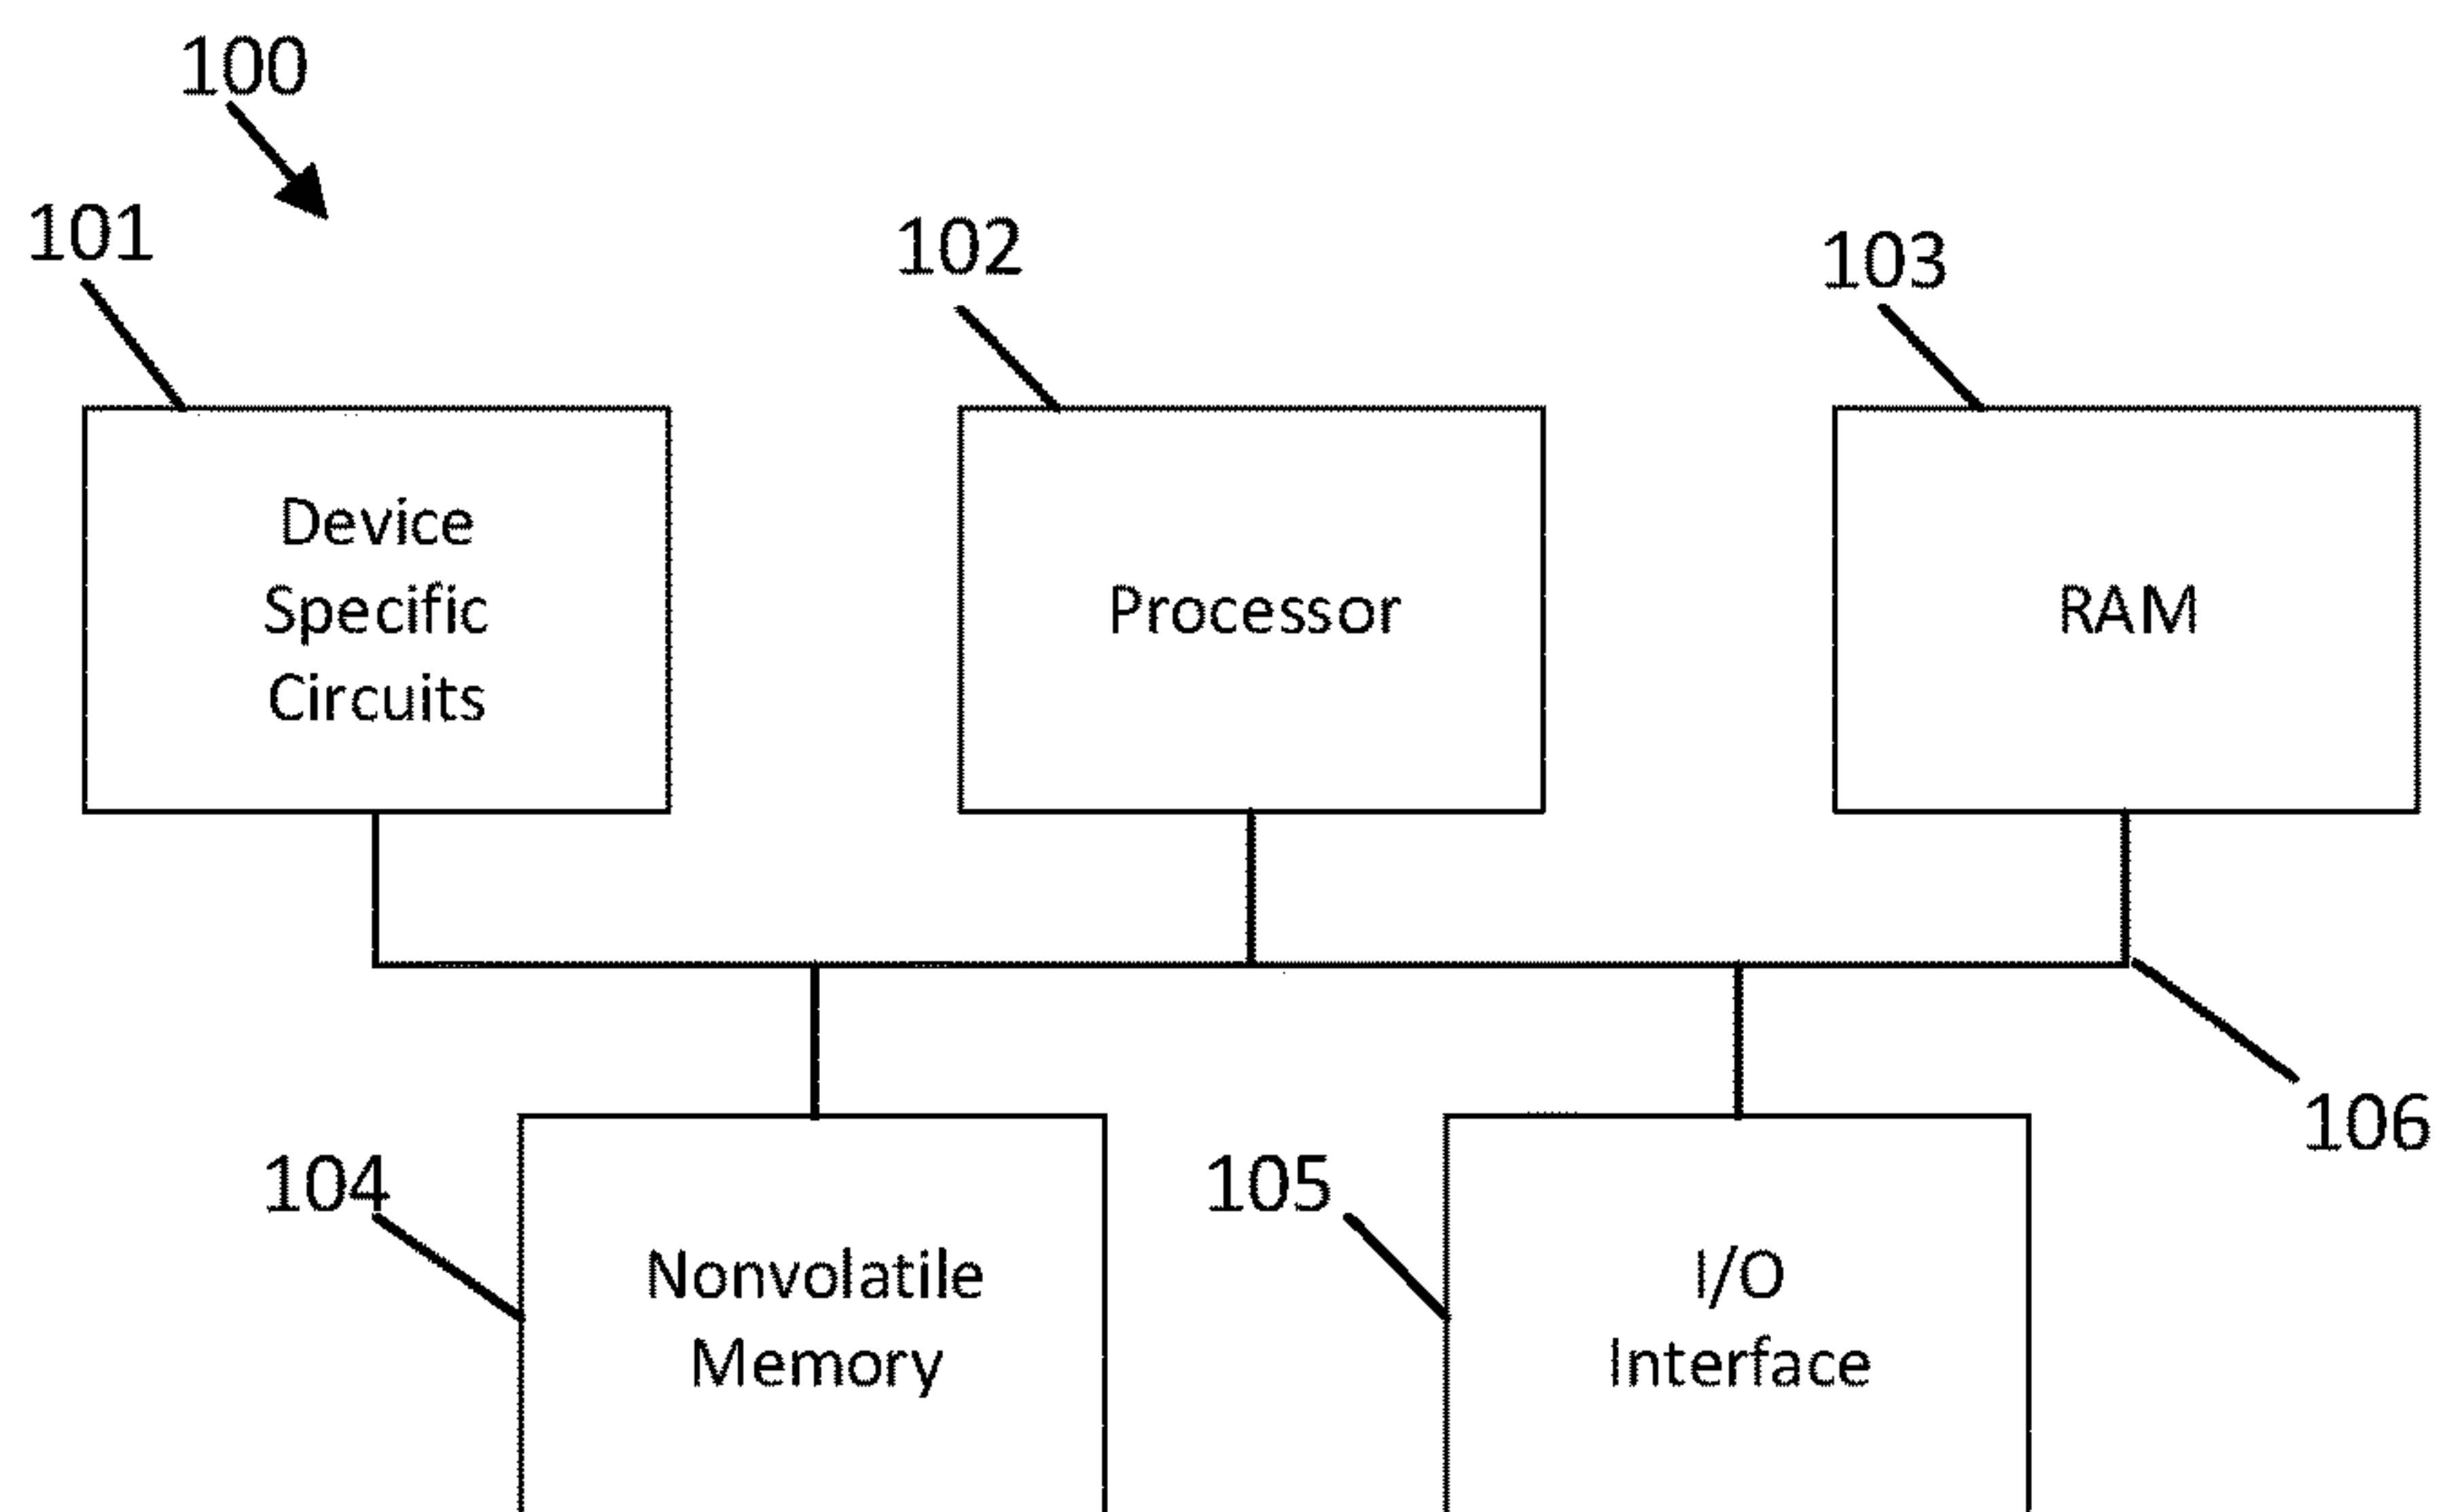 100
101
102
103
Device
Specific
Circuits
Processor
RAM
106
104
105
Nonvolatile
Memory
I/O
Interface